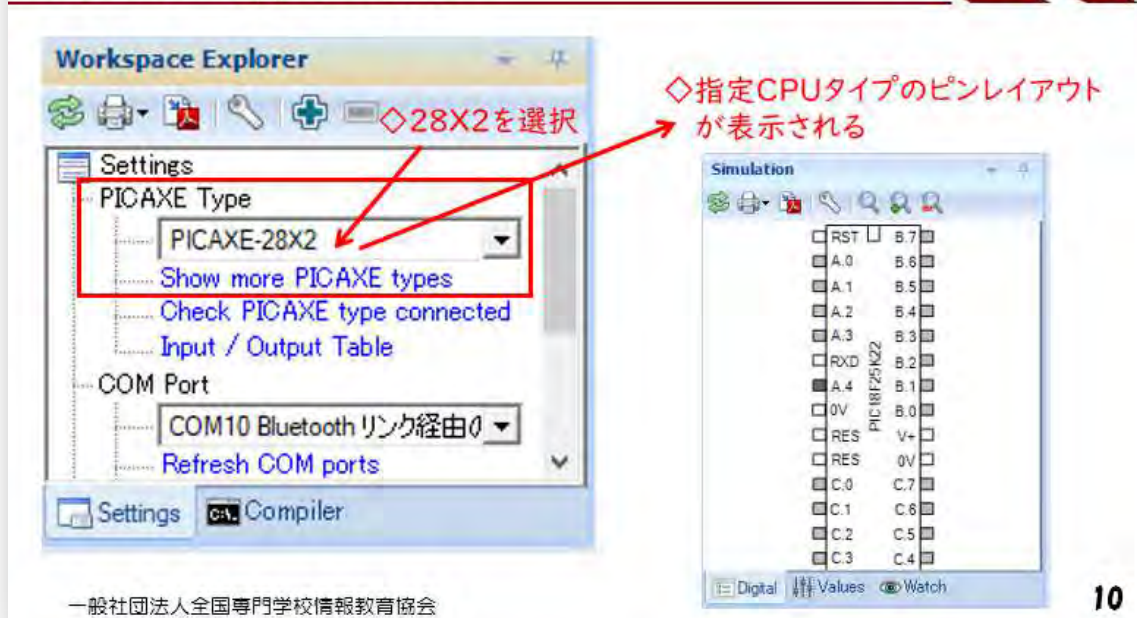 Workspace Explorer
◇28X2を選択
Settings
PICAXE Type
PICAXE-28X2
Show more PICAXE types
Check PICAXE type connected
Input / Output Table
COM Port
COM10 Bluetooth リンク経由の
Refresh COM ports
Settings
Compiler
◇指定CPUタイプのピンレイアウト
が表示される
Simulation
RST B.7
A.0 B.6
A.1 B.5
A.2 B.4
A.3 B.3
RXD B.2
A.4 B.1
0V B.0
RES V+
RES 0V
C.0 C.7
C.1 C.6
C.2 C.5
C.3 C.4
PIC18F25K22
Digital Values Watch
一般社団法人全国専門学校情報教育協会
10